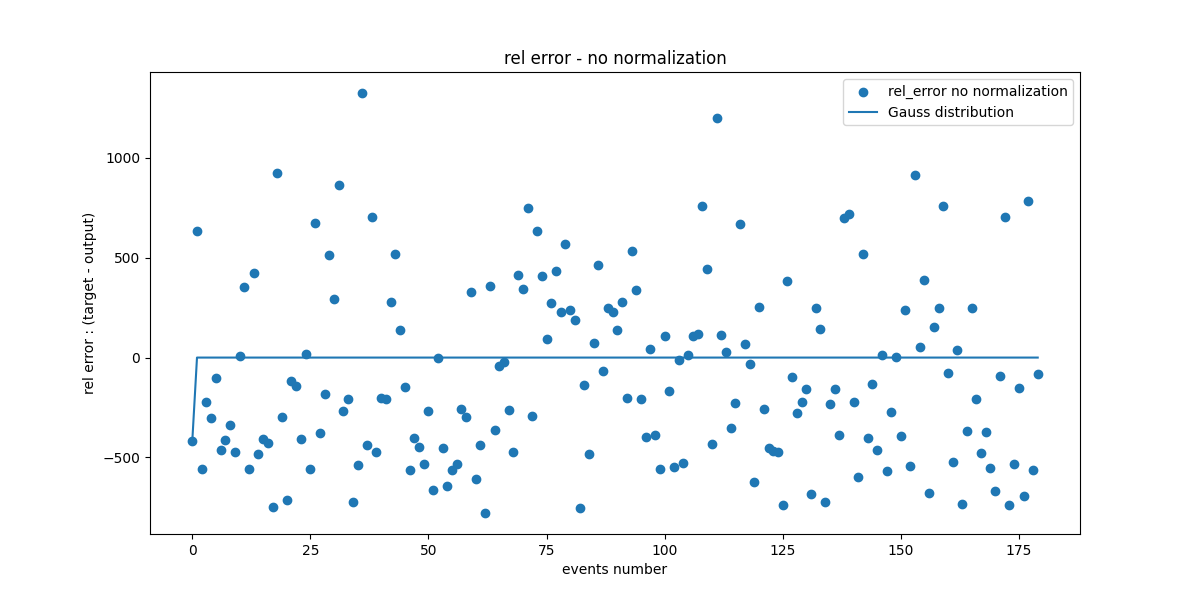 rel error - no normalization
rel_error no normalization
Gauss distribution
1000
500
0
−500
rel error : (target - output)
0 25 50 75 100 125 150 175
events number